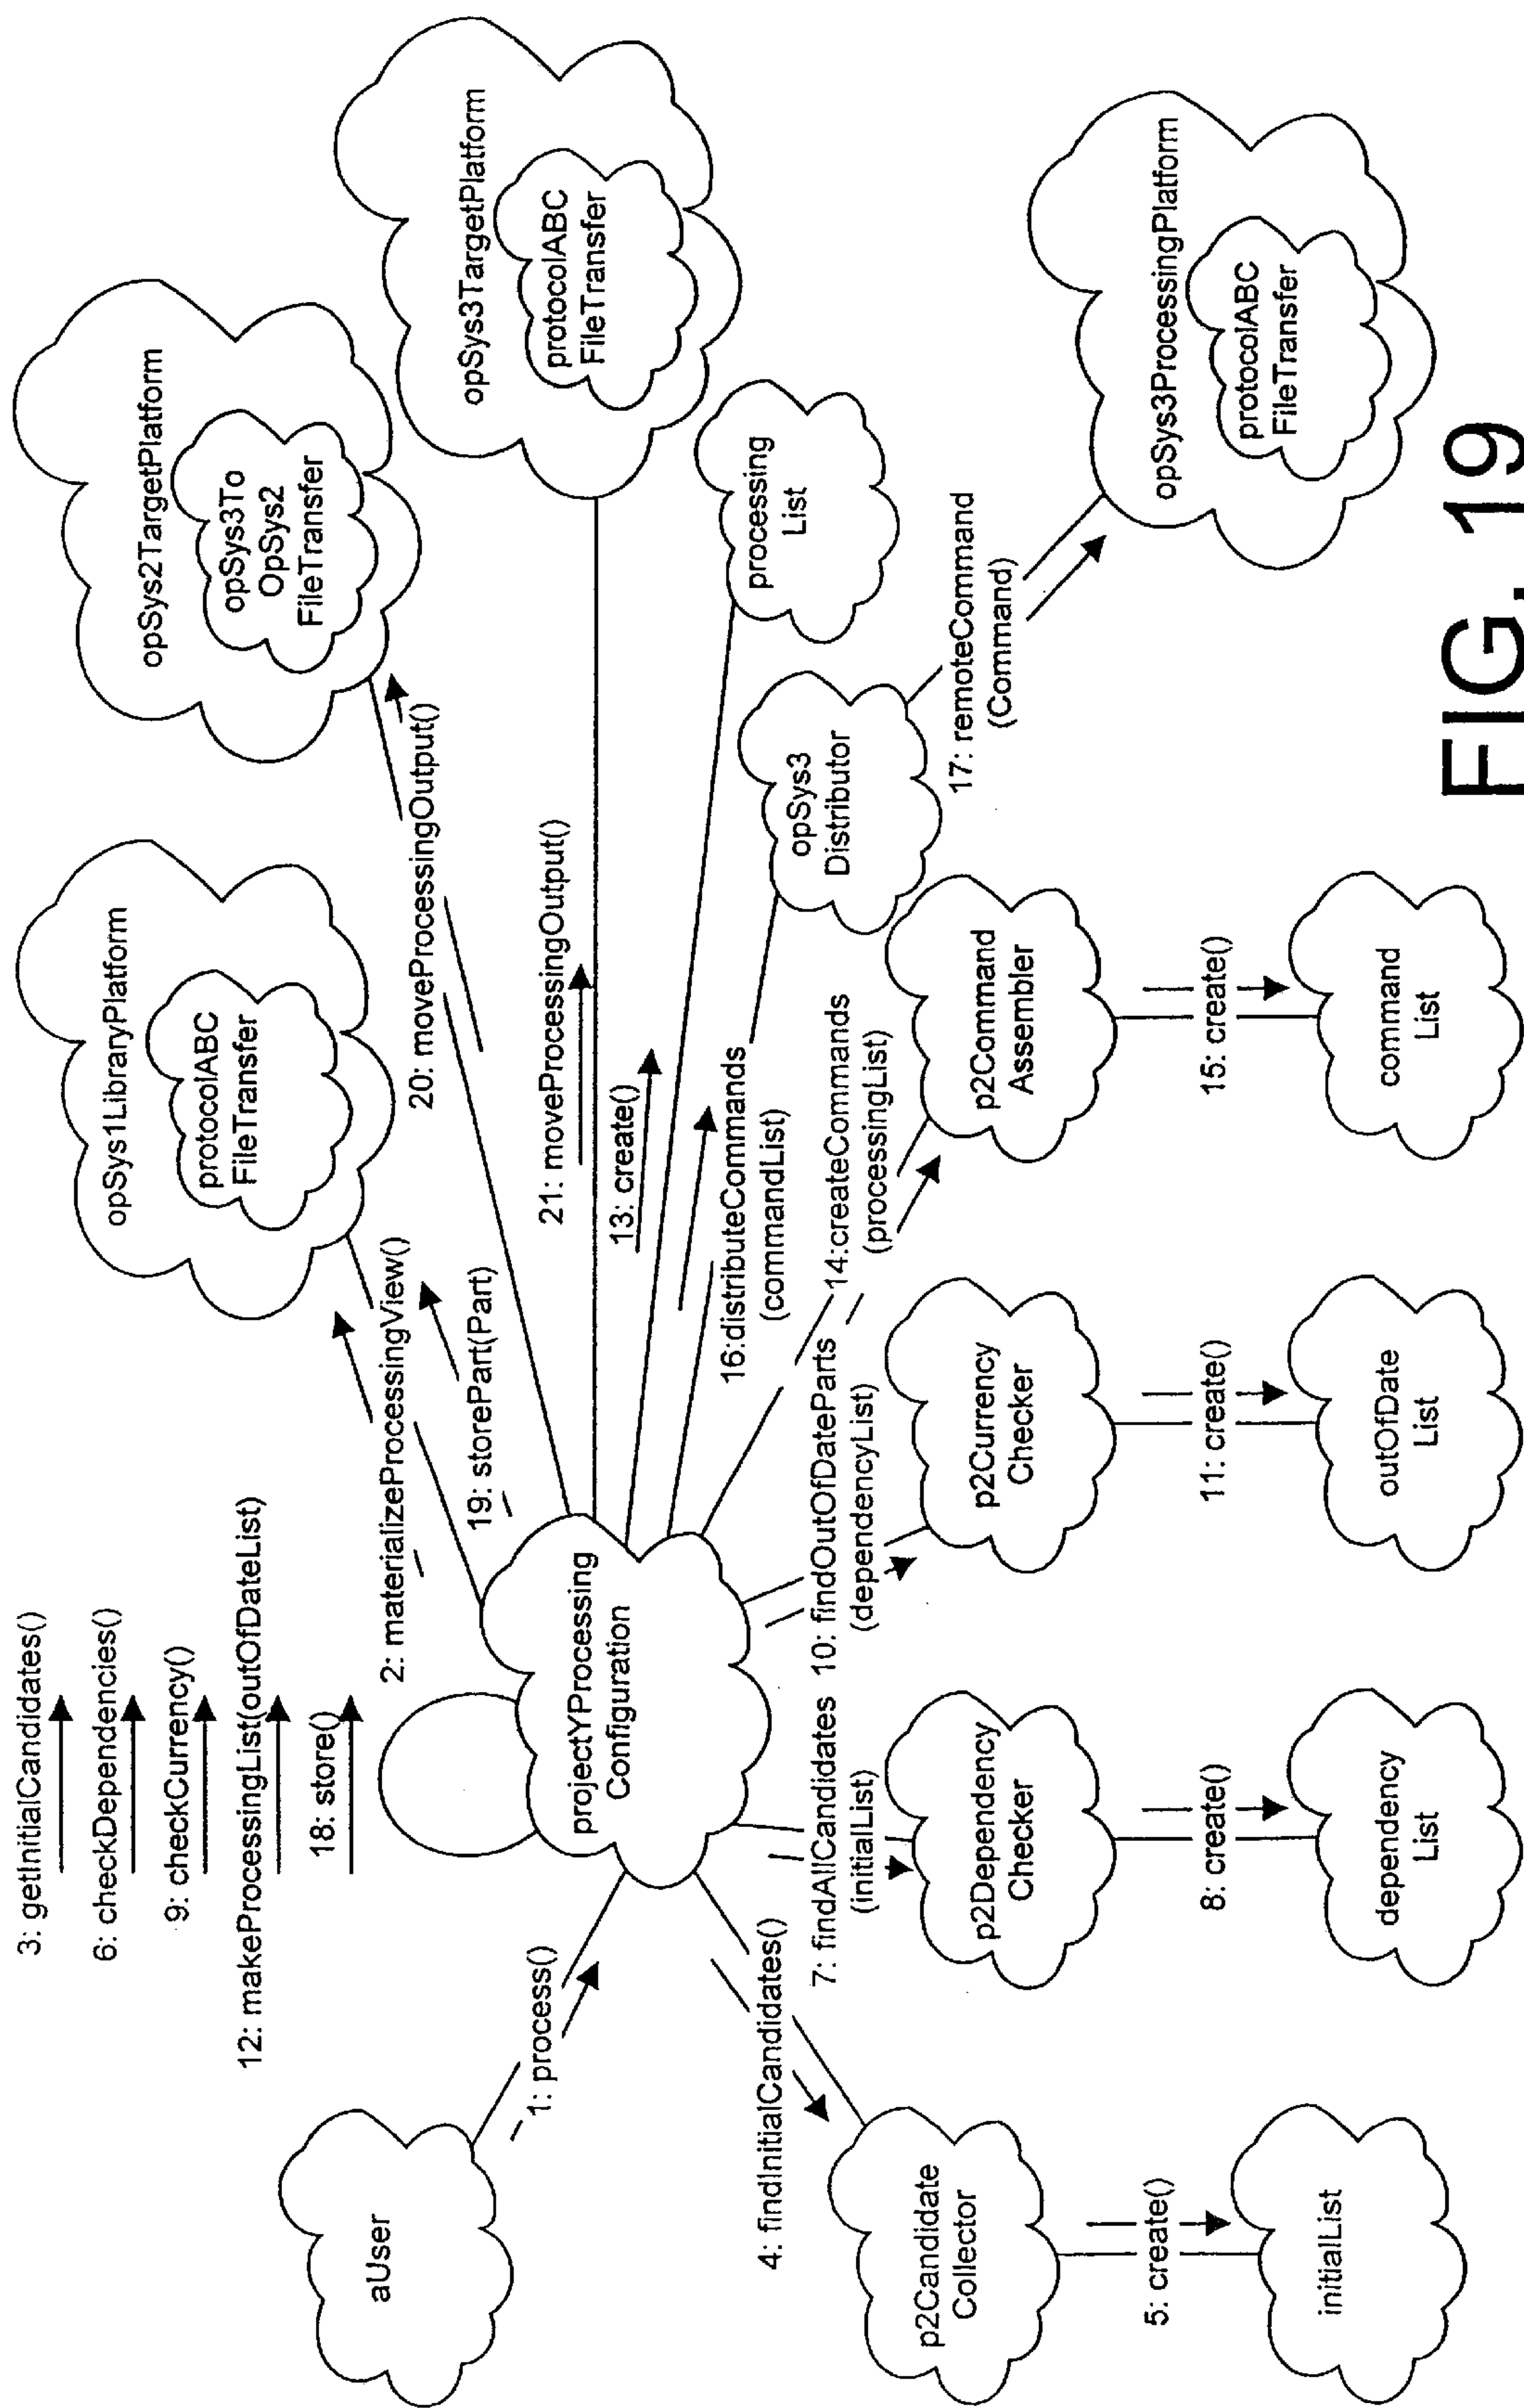 3: getInitialCandidates()
6: checkDependencies()
9: checkCurrency()
12: makeProcessingList(outOfDateList)
18: store()
2: materializeProcessingView()
19: storePart(Part)
20: moveProcessingOutput()
21: moveProcessingOutput()
13: create()
16:distributeCommands
(commandList)
14:createCommands
(processingList)
17: remoteCommand
(Command)
opSys1LibraryPlatform
protocolABC
FileTransfer
opSys2TargetPlatform
opSys3To
OpSys2
FileTransfer
opSys3TargetPlatform
protocolABC
FileTransfer
processing
List
opSys3
Distributor
opSys3ProcessingPlatform
protocolABC
FileTransfer
aUser
1: process()
projectYProcessing
Configuration
4: findInitialCandidates()
7: findAllCandidates
(initialList)
10: findOutOfDateParts
(dependencyList)
p2Candidate
Collector
p2Dependency
Checker
p2Currency
Checker
p2Command
Assembler
5: create()
8: create()
11: create()
15: create()
initialList
dependency
List
outOfDate
List
command
List
FIG. 19